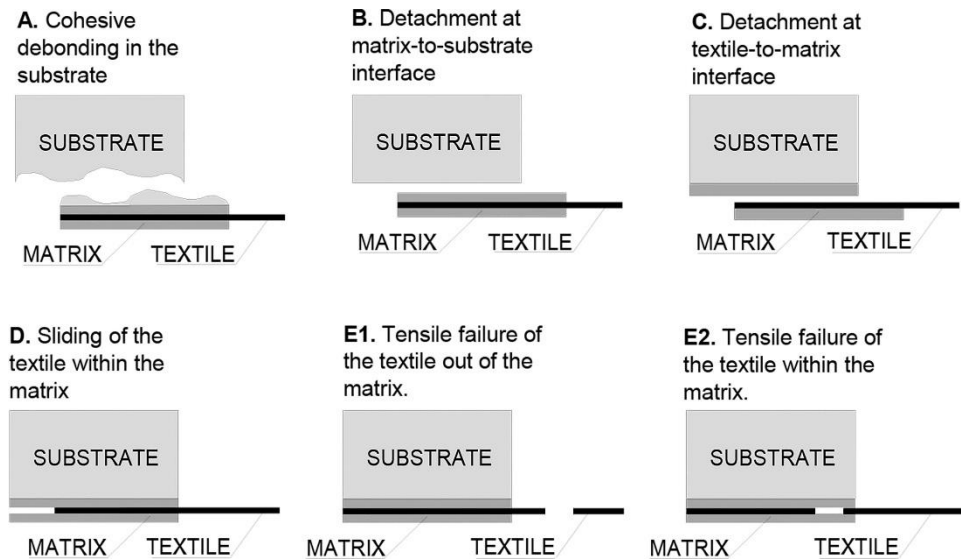 A. Cohesive
debonding in the
substrate
SUBSTRATE
MATRIX
TEXTILE
B. Detachment at
matrix-to-substrate
interface
SUBSTRATE
MATRIX
TEXTILE
C. Detachment at
textile-to-matrix
interface
SUBSTRATE
MATRIX
TEXTILE
D. Sliding of the
textile within the
matrix
SUBSTRATE
MATRIX
TEXTILE
E1. Tensile failure of
the textile out of the
matrix.
SUBSTRATE
MATRIX
TEXTILE
E2. Tensile failure of
the textile within the
matrix.
SUBSTRATE
MATRIX
TEXTILE